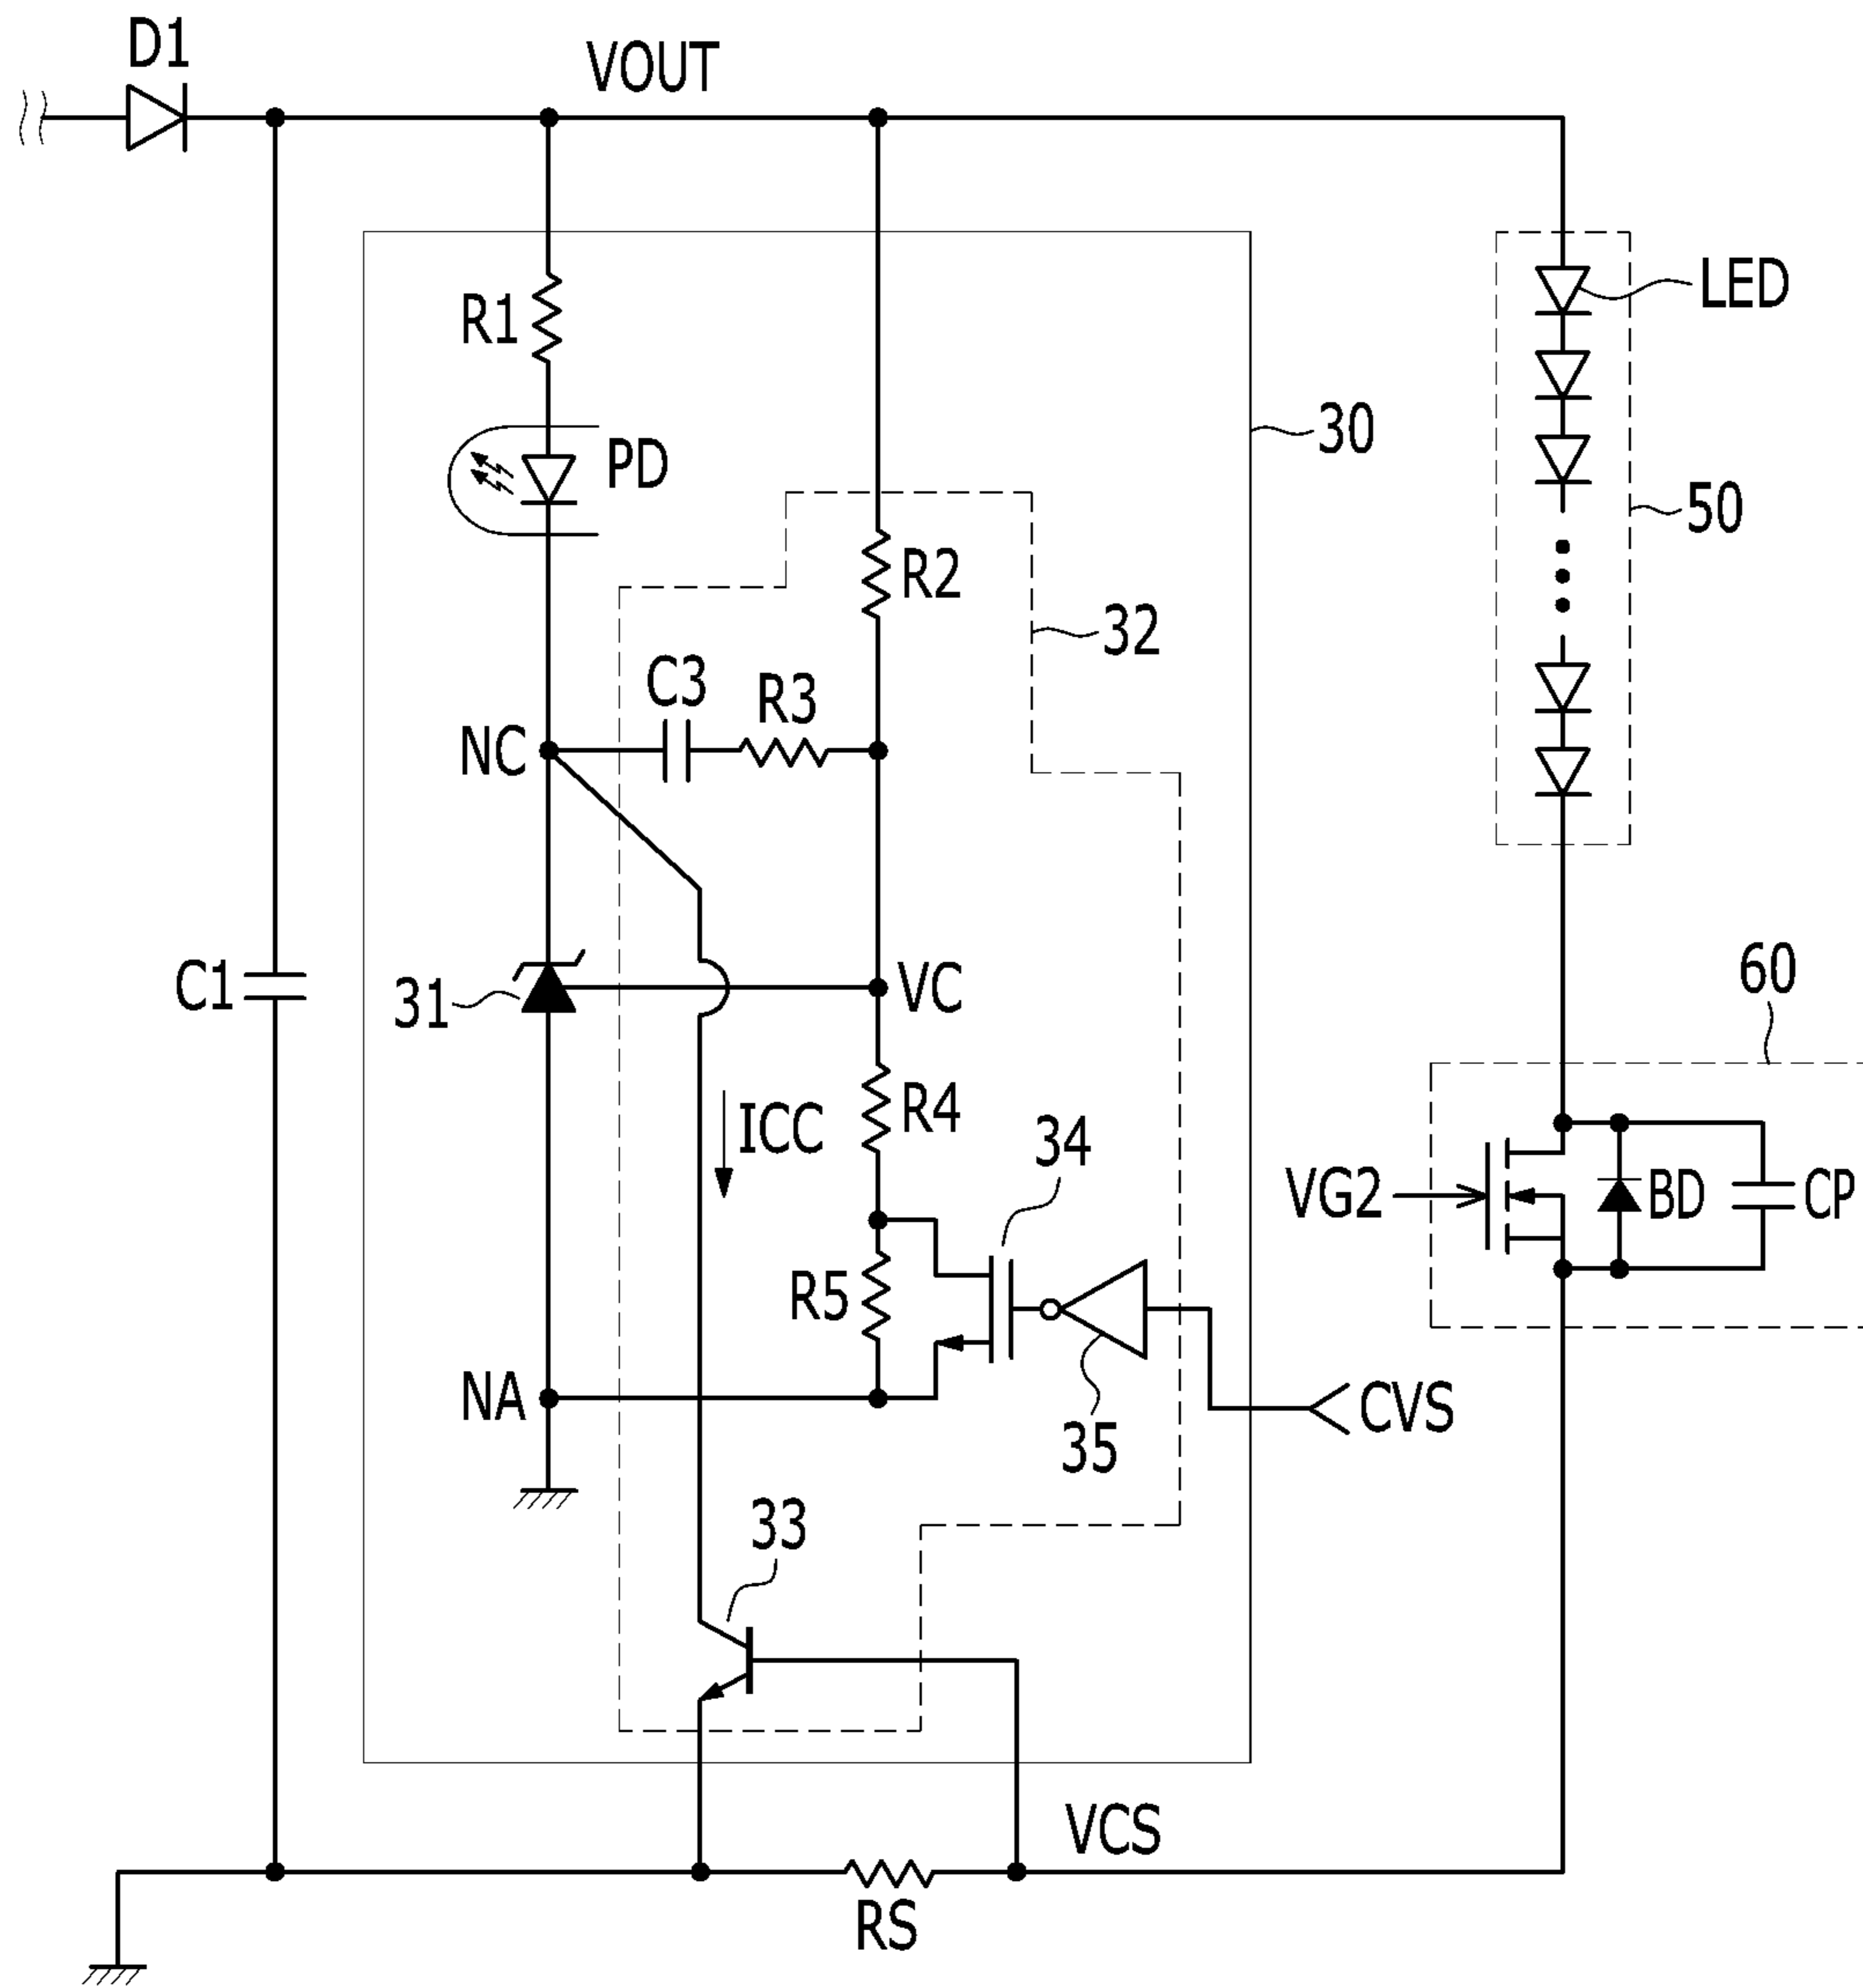 D1
VOUT
LED
R1
30
PD
50
R2
32
C3
R3
NC
60
C1
31
VC
R4
ICC
34
VG2
BD
CP
R5
NA
CVS
35
33
VCS
RS